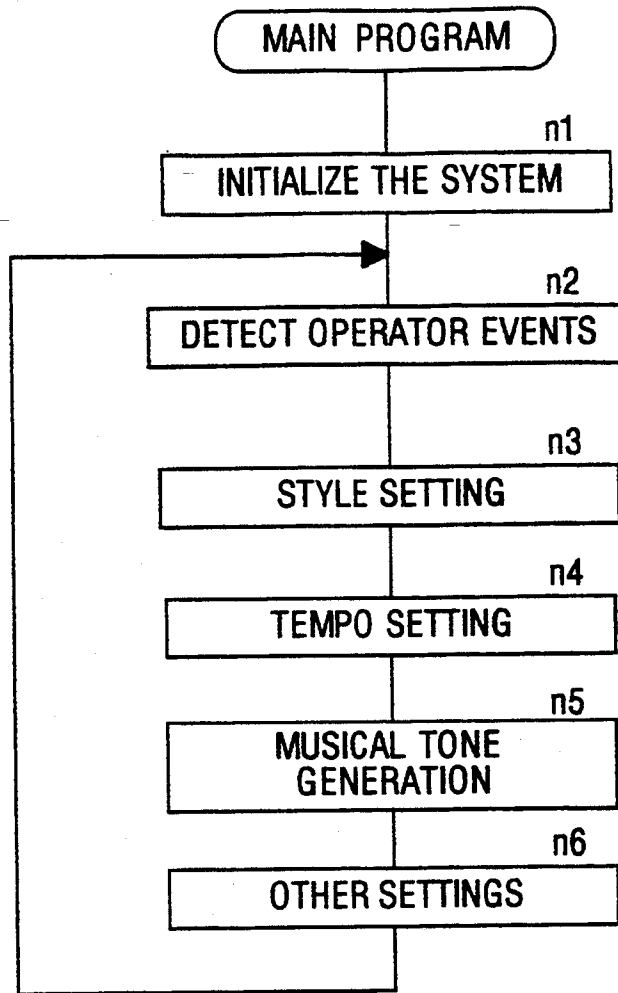 MAIN PROGRAM
n1
INITIALIZE THE SYSTEM
n2
DETECT OPERATOR EVENTS
n3
STYLE SETTING
n4
TEMPO SETTING
n5
MUSICAL TONE
GENERATION
n6
OTHER SETTINGS